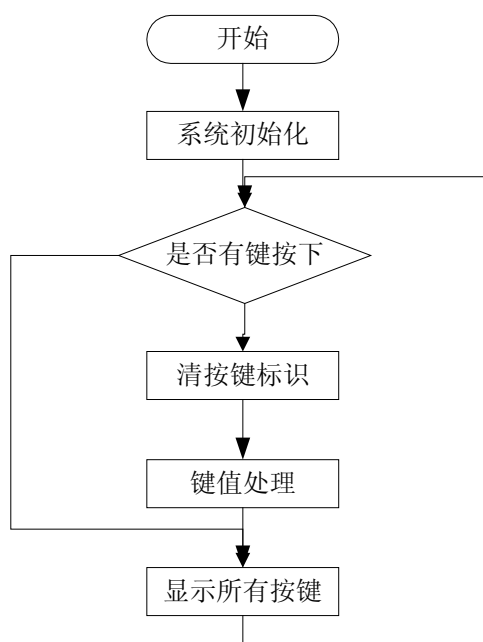 开始
系统初始化
是否有键按下
清按键标识
键值处理
显示所有按键